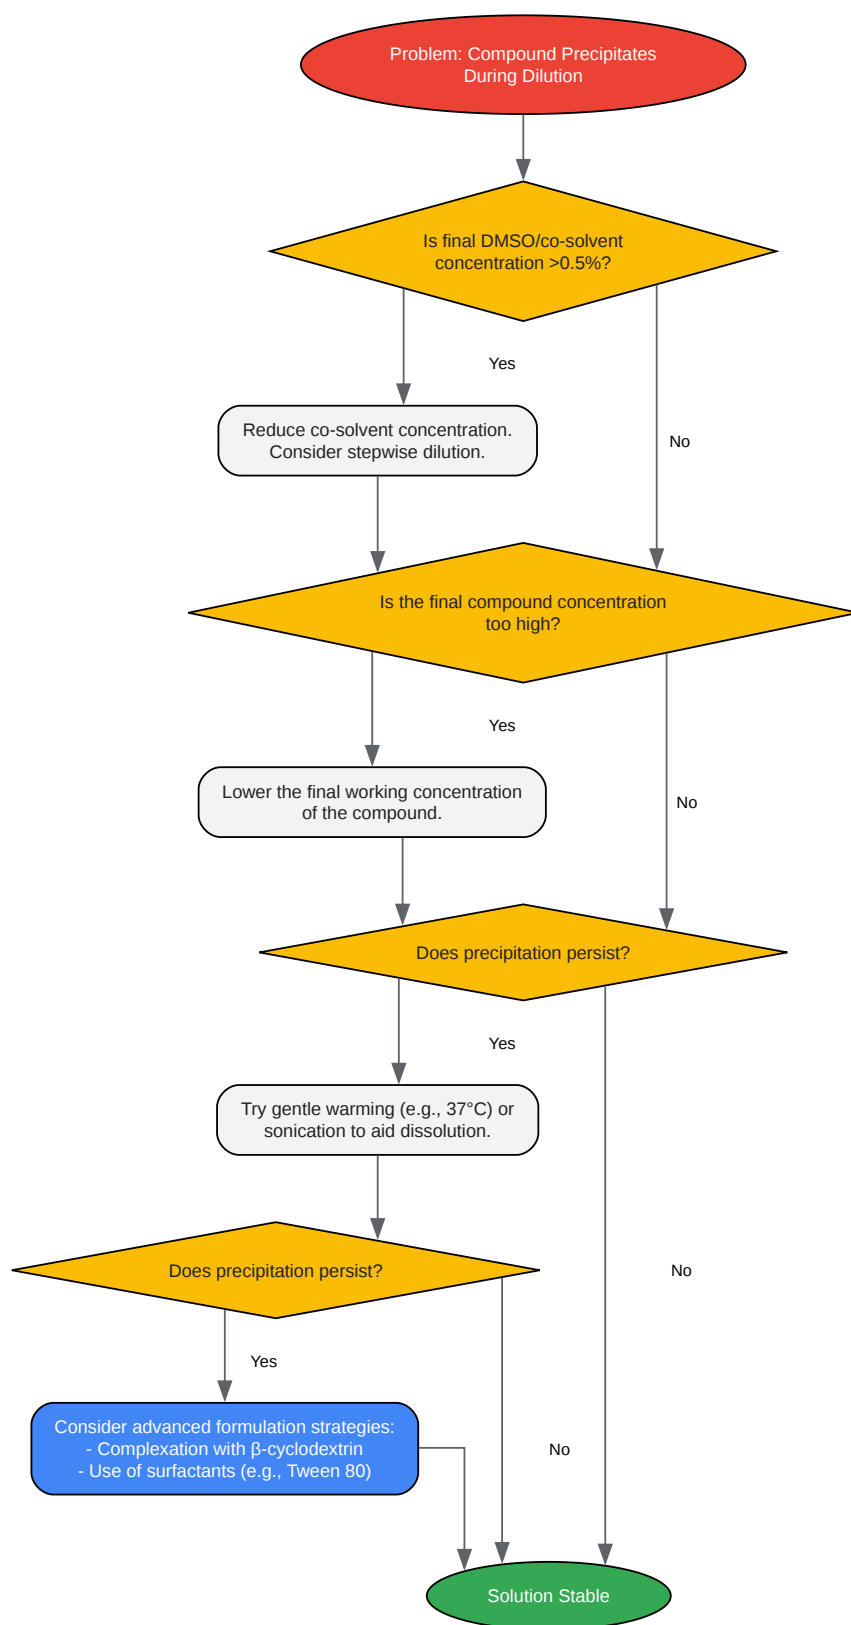 Problem: Compound Precipitates
During Dilution
Is final DMSO/co-solvent
concentration >0.5%?
Yes
Reduce co-solvent concentration.
Consider stepwise dilution.
No
Is the final compound concentration
too high?
Yes
Lower the final working concentration
of the compound.
No
Does precipitation persist?
Yes
Try gentle warming (e.g., 37°C) or
sonication to aid dissolution.
Does precipitation persist?
No
Yes
Consider advanced formulation strategies:
- Complexation with β-cyclodextrin
- Use of surfactants (e.g., Tween 80)
No
Solution Stable